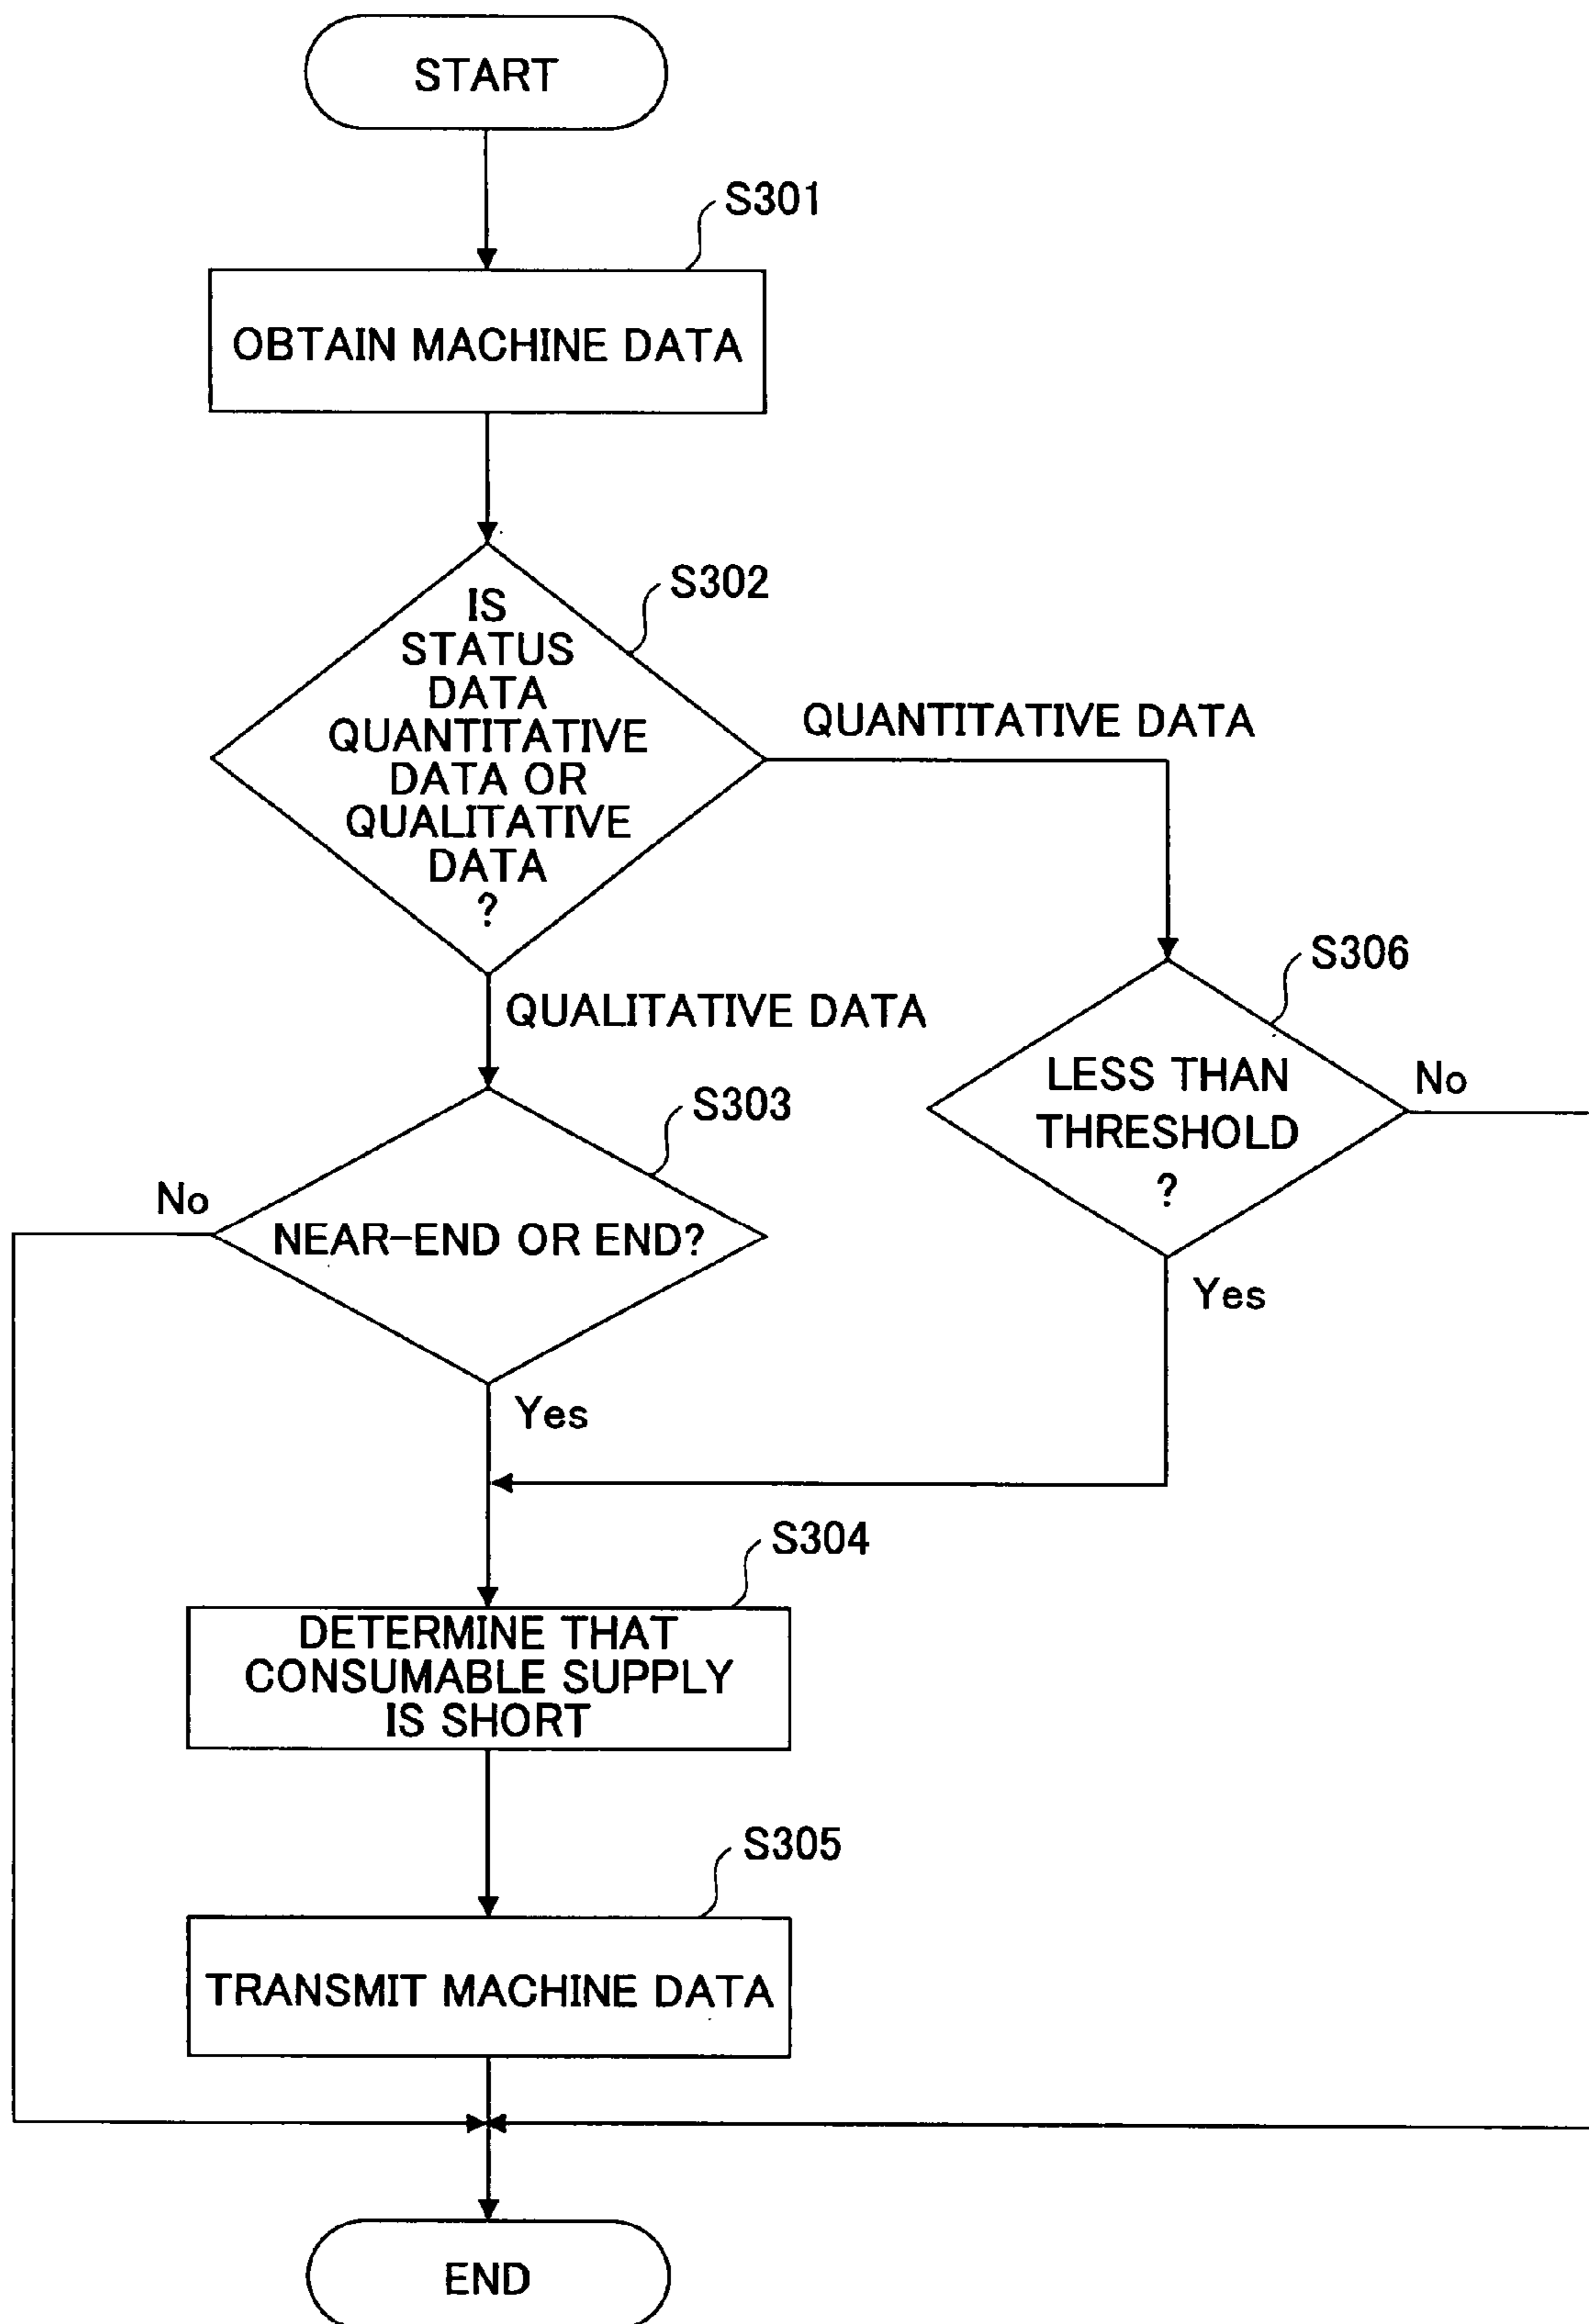 START
S301
OBTAIN MACHINE DATA
S302
IS
STATUS
DATA
QUANTITATIVE
DATA OR
QUALITATIVE
DATA
?
QUANTITATIVE DATA
QUALITATIVE DATA
S306
LESS THAN
THRESHOLD
?
No
Yes
S303
NEAR-END OR END?
No
Yes
S304
DETERMINE THAT
CONSUMABLE SUPPLY
IS SHORT
S305
TRANSMIT MACHINE DATA
END